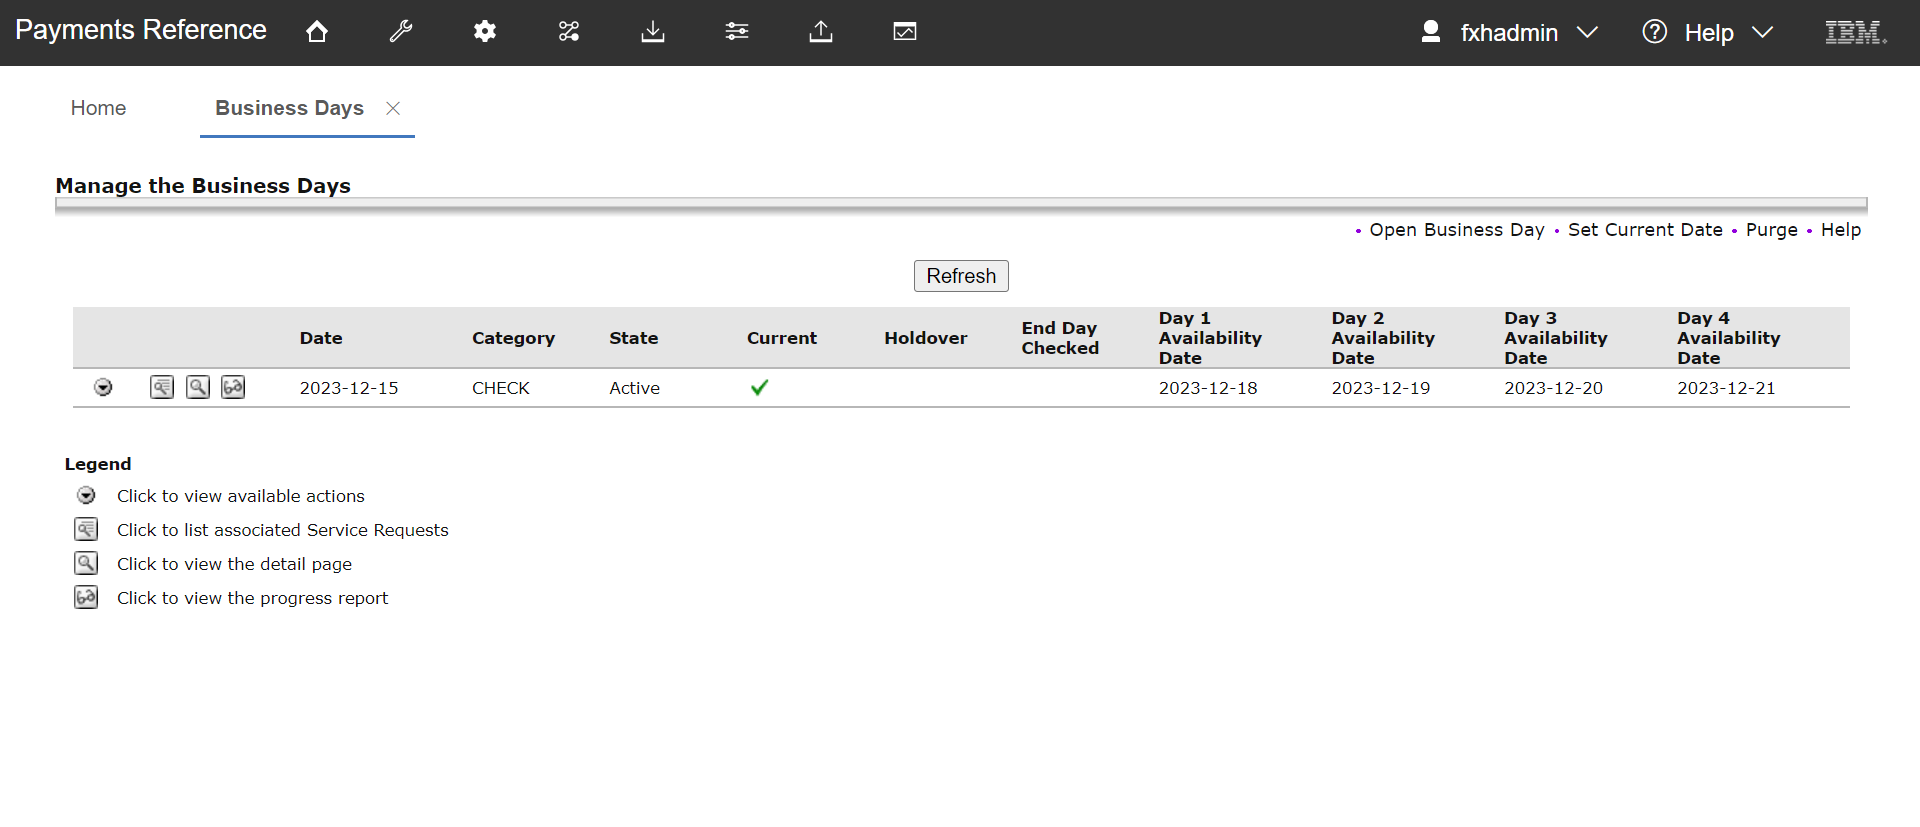 Payments Reference
fxhadmin
Help
IBM
Home
Business Days
Manage the Business Days
• Open Business Day • Set Current Date • Purge • Help
Refresh
Date Category State Current Holdover End Day Checked Day 1 Availability Date Day 2 Availability Date Day 3 Availability Date Day 4 Availability Date
2023-12-15 CHECK Active 2023-12-18 2023-12-19 2023-12-20 2023-12-21
Legend
Click to view available actions
Click to list associated Service Requests
Click to view the detail page
Click to view the progress report